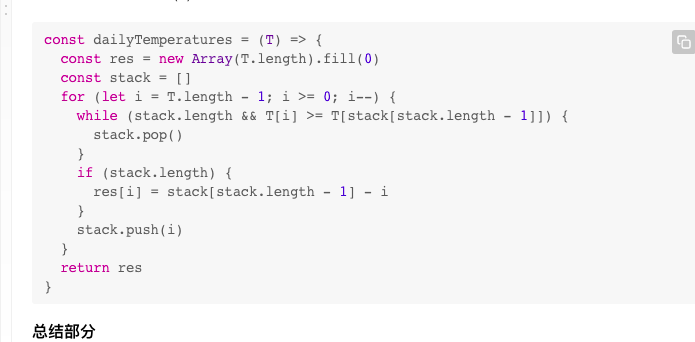 const dailyTemperatures = (T) => {
  const res = new Array(T.length).fill(0)
  const stack = []
  for (let i = T.length - 1; i >= 0; i--) {
    while (stack.length && T[i] >= T[stack[stack.length - 1]]) {
      stack.pop()
    }
    if (stack.length) {
      res[i] = stack[stack.length - 1] - i
    }
    stack.push(i)
  }
  return res
}
总结部分